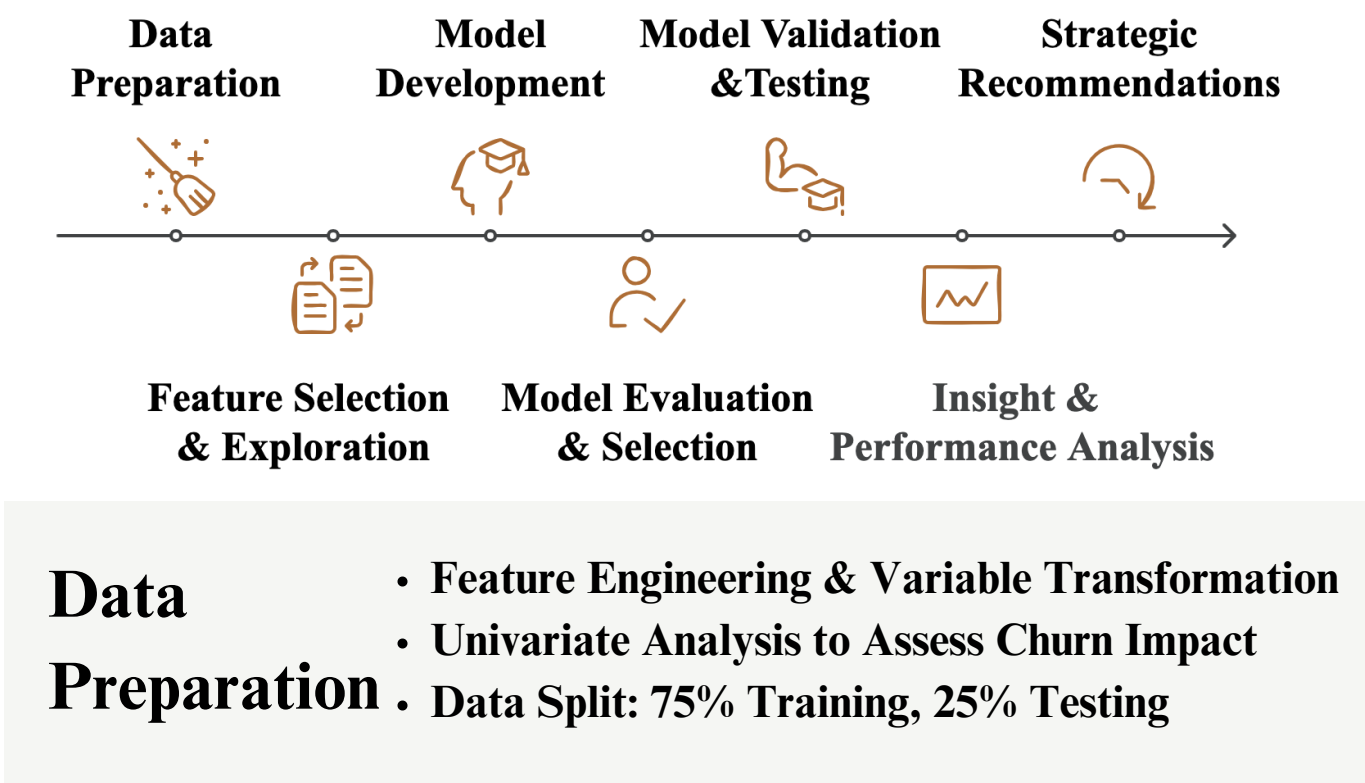 Data
Preparation
Model
Development
Model Validation
&Testing
Strategic
Recommendations
Feature Selection
& Exploration
Model Evaluation
& Selection
Insight &
Performance Analysis
Data
Preparation
• Feature Engineering & Variable Transformation
• Univariate Analysis to Assess Churn Impact
• Data Split: 75% Training, 25% Testing